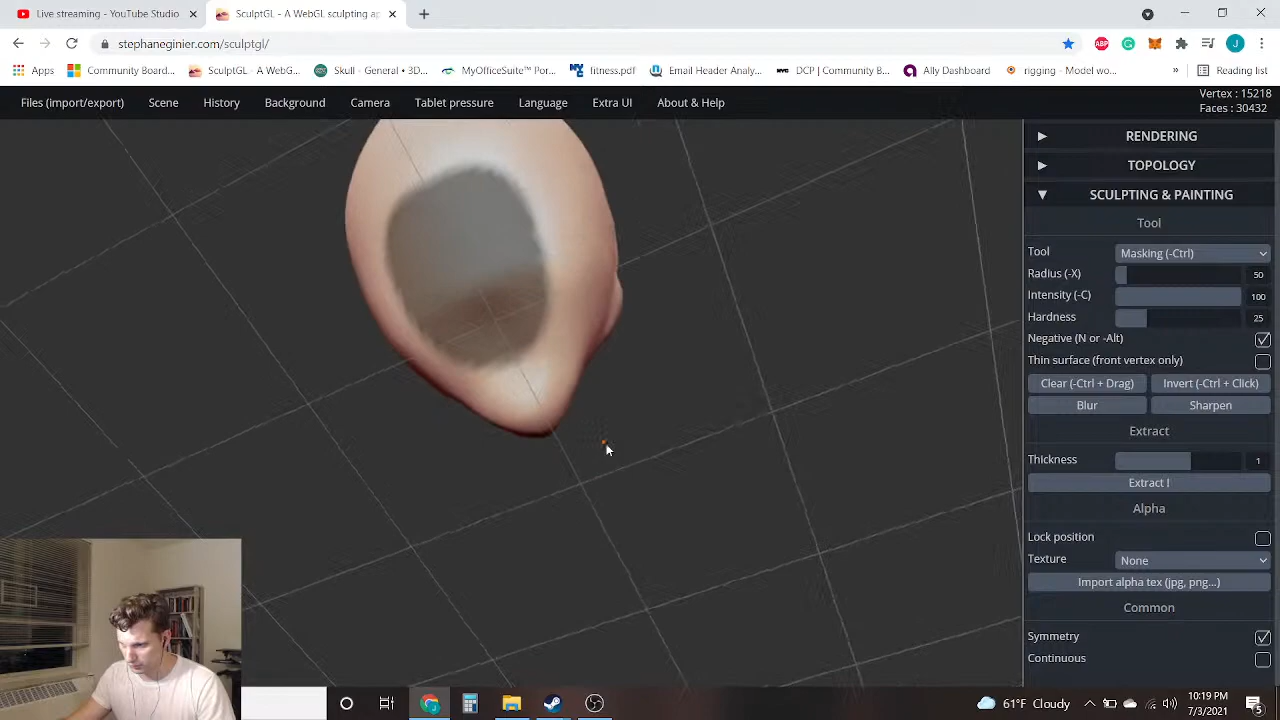 Live streaming - YouTube Studio
SculptGL - A WebGL sculpting ap
stephaneginier.com/sculptgl/
Apps
Community Board...
SculptGL - A WebG...
Skull - General • 3D...
MyOfficeSuite™ Por...
fitness.pdf
Email Header Analy...
DCP | Community B...
Ally Dashboard
rigging - Model wo...
»
Reading list
Files (import/export)
Scene
History
Background
Camera
Tablet pressure
Language
Extra UI
About & Help
Vertex : 15218
Faces : 30432
RENDERING
TOPOLOGY
SCULPTING & PAINTING
Tool
Tool
Masking (-Ctrl)
Radius (-X)
50
Intensity (-C)
100
Hardness
25
Negative (N or -Alt)
Thin surface (front vertex only)
Clear (-Ctrl + Drag)
Invert (-Ctrl + Click)
Blur
Sharpen
Extract
Thickness
1
Extract !
Alpha
Lock position
Texture
None
Import alpha tex (jpg, png...)
Common
Symmetry
Continuous
61°F Cloudy
10:19 PM
7/3/2021